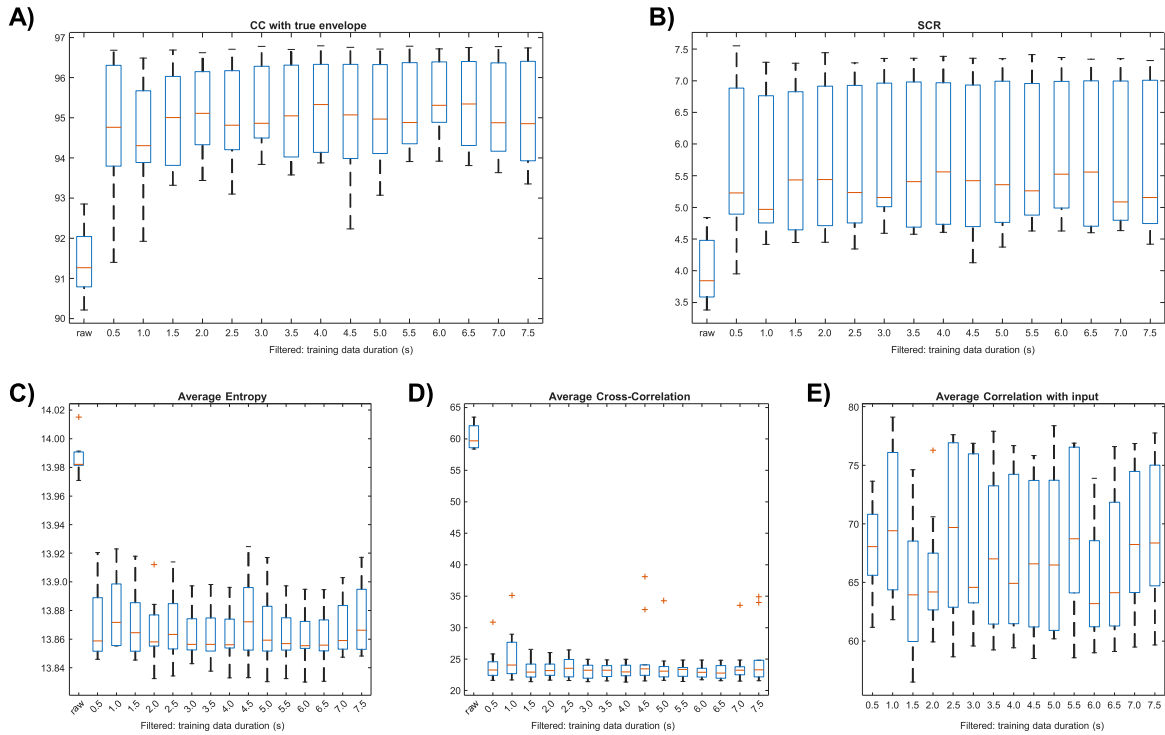 A)
CC with true envelope
97
96
95
94
93
92
91
90
raw 0.5 1.0 1.5 2.0 2.5 3.0 3.5 4.0 4.5 5.0 5.5 6.0 6.5 7.0 7.5
Filtered: training data duration (s)
B)
SCR
7.5
7.0
6.5
6.0
5.5
5.0
4.5
4.0
3.5
raw 0.5 1.0 1.5 2.0 2.5 3.0 3.5 4.0 4.5 5.0 5.5 6.0 6.5 7.0 7.5
Filtered: training data duration (s)
C)
Average Entropy
14.02
14.00
13.98
13.96
13.94
13.92
13.90
13.88
13.86
13.84
raw 0.5 1.0 1.5 2.0 2.5 3.0 3.5 4.0 4.5 5.0 5.5 6.0 6.5 7.0 7.5
Filtered: training data duration (s)
D)
Average Cross-Correlation
65
60
55
50
45
40
35
30
25
20
raw 0.5 1.0 1.5 2.0 2.5 3.0 3.5 4.0 4.5 5.0 5.5 6.0 6.5 7.0 7.5
Filtered: training data duration (s)
E)
Average Correlation with input
80
75
70
65
60
0.5 1.0 1.5 2.0 2.5 3.0 3.5 4.0 4.5 5.0 5.5 6.0 6.5 7.0 7.5
Filtered: training data duration (s)